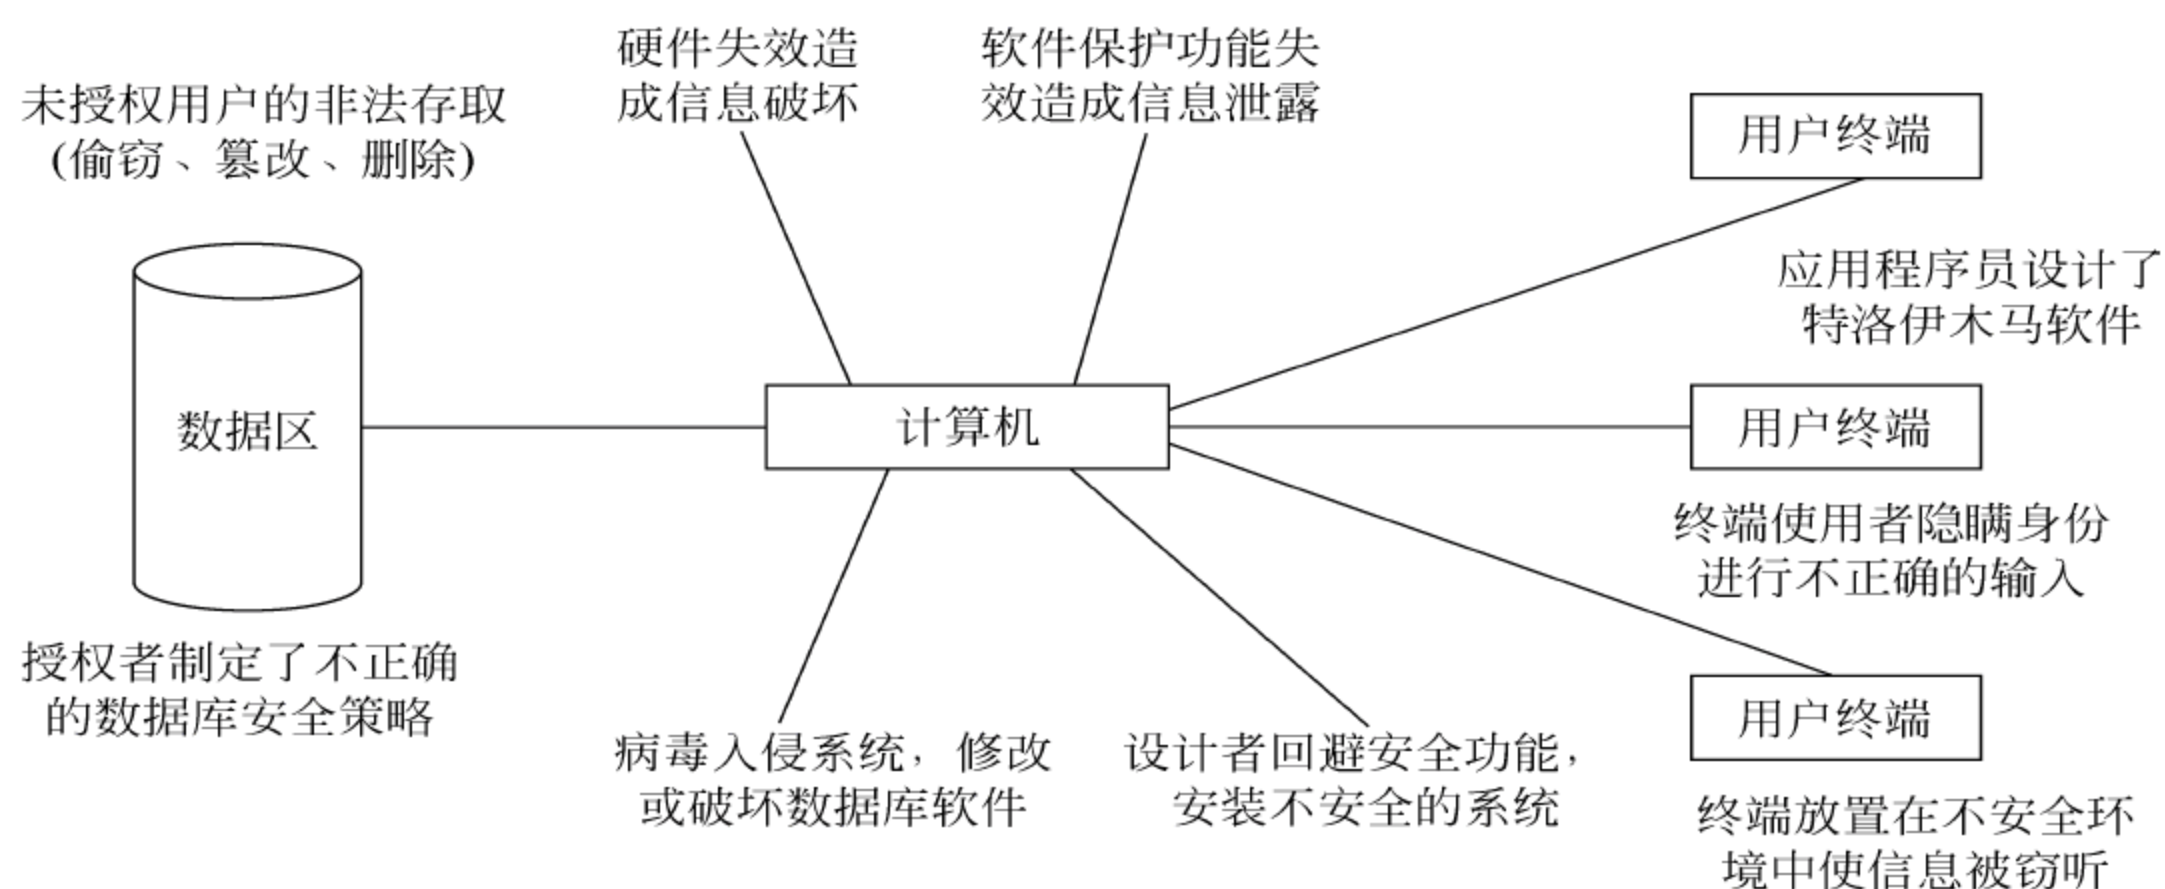 硬件失效造
成信息破坏
软件保护功能失
效造成信息泄露
未授权用户的非法存取
(偷窃、篡改、删除)
用户终端
应用程序员设计了
特洛伊木马软件
数据区
计算机
用户终端
终端使用者隐瞒身份
进行不正确的输入
授权者制定了不正确
的数据库安全策略
用户终端
病毒入侵系统，修改
或破坏数据库软件
设计者回避安全功能，
安装不安全的系统
终端放置在不安全环
境中使信息被窃听